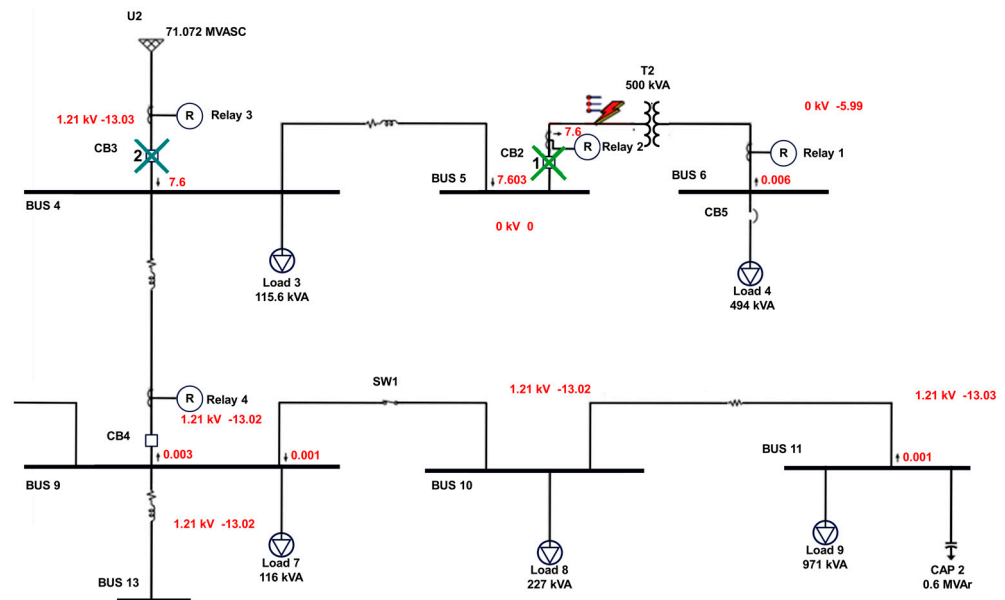 U2
71.072 MVASC
T2
500 kVA
1.21 kV -13.03
R
Relay 3
0 kV -5.99
CB3
2
7.6
CB2
1
7.6
R
Relay 2
R
Relay 1
BUS 4
7.6
BUS 5
7.603
BUS 6
0.006
CB5
0 kV 0
Load 3
115.6 kVA
Load 4
494 kVA
SW1
R
Relay 4
1.21 kV -13.02
1.21 kV -13.02
1.21 kV -13.03
CB4
0.003
0.001
BUS 11
0.001
BUS 9
BUS 10
1.21 kV -13.02
Load 7
116 kVA
Load 8
227 kVA
Load 9
971 kVA
CAP 2
0.6 MVAr
BUS 13